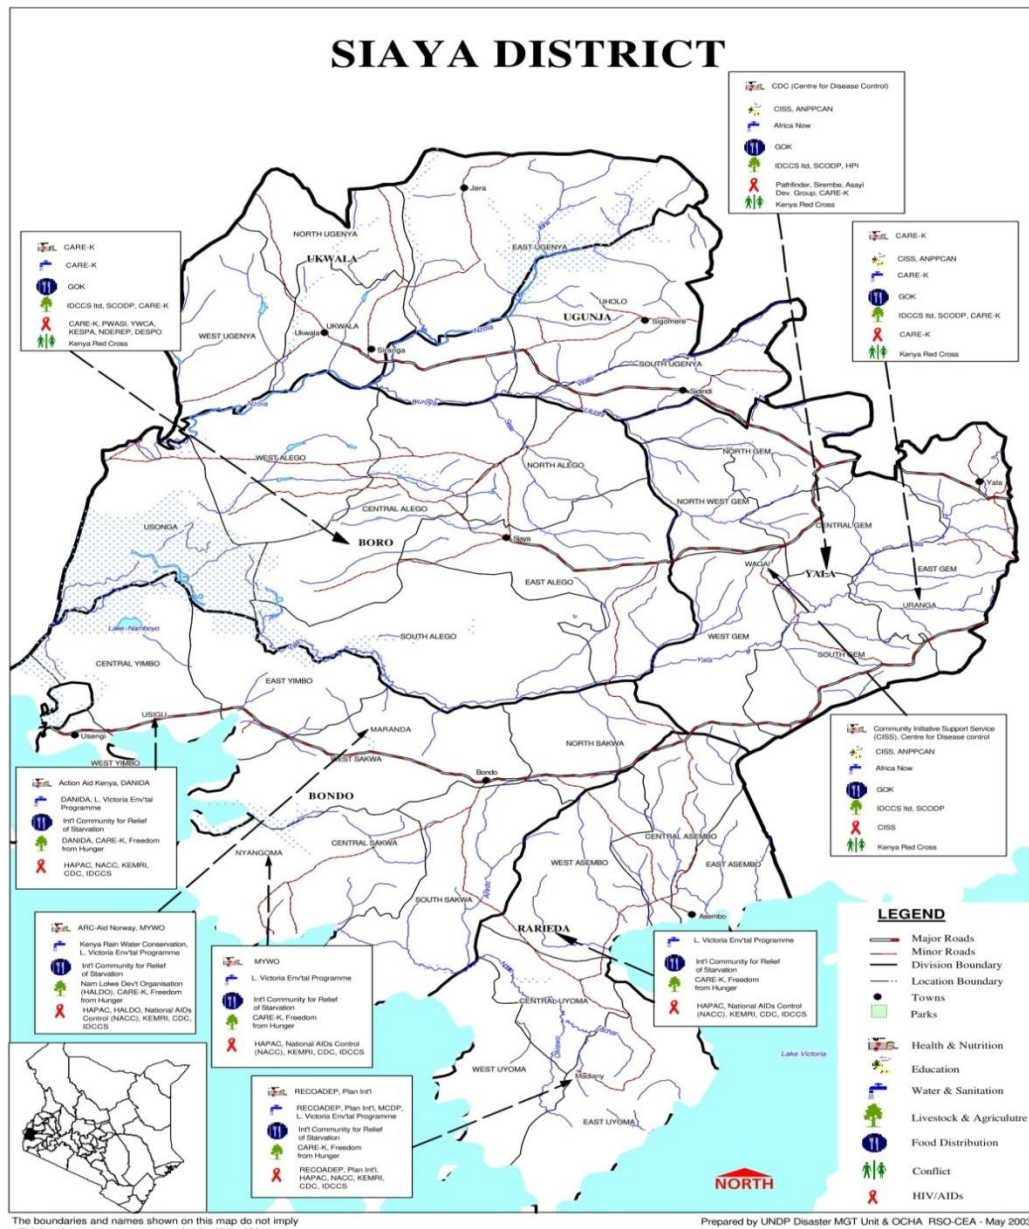 SIAYA DISTRICT
CDC (Centre for Disease Control)
CISS, ANPPCAN
Africa Now
GOK
IDCCS ltd, SCODP, HPI
Pathfinder, Sirembe, Asayi
Dev. Group, CARE-K
Kenya Red Cross
CARE-K
CISS, ANPPCAN
CARE-K
GOK
IDCCS ltd, SCODP, CARE-K
CARE-K
Kenya Red Cross
CARE-K
CARE-K
GOK
IDCCS ltd, SCODP, CARE-K
CARE-K, PWASI, YWCA,
KESPA, NDEREP, DESPO
Kenya Red Cross
Jera
NORTH UGENYA
UKWALA
EAST UGENYA
UHOLO
UGUNJA
Sigomere
WEST UGENYA
UKWALA
Ukwala
Siranga
Nzoia
SOUTH UGENYA
Sidindi
Nzoia
Wuroya
WEST ALEGO
NORTH ALEGO
NORTH GEM
Yala
CENTRAL ALEGO
NORTH WEST GEM
USONGA
CENTRAL GEM
BORO
Siaya
WAGAI
YALA
EAST GEM
EAST ALEGO
URANGA
Lake-Namboyo
SOUTH ALEGO
WEST GEM
SOUTH GEM
Yala
CENTRAL YIMBO
EAST YIMBO
USIGU
Usengi
MARANDA
NORTH SAKWA
WEST YIMBO
WEST SAKWA
Bondo
BONDO
CENTRAL SAKWA
NYANGOMA
CENTRAL ASEMBO
WEST ASEMBO
EAST ASEMBO
SOUTH SAKWA
Asembo
RARIEDA
CENTRAL UYOMA
WEST UYOMA
Madiany
EAST UYOMA
Lake Victoria
Community Initiative Support Service
(CISS), Centre for Disease control
CISS, ANPPCAN
Africa Now
GOK
IDCCS ltd, SCODP
CISS
Kenya Red Cross
Action Aid Kenya, DANIDA
DANIDA, L. Victoria Env'tal
Programme
Int'l Community for Relief
of Starvation
DANIDA, CARE-K, Freedom
from Hunger
HAPAC, NACC, KEMRI,
CDC, IDCCS
ARC-Aid Norway, MYWO
Kenya Rain Water Conservation,
L. Victoria Env'tal Programme
Int'l Community for Relief
of Starvation
Nam Lolwe Dev't Organisation
(HALDO), CARE-K, Freedom
from Hunger
HAPAC, HALDO, National AIDs
Control (NACC), KEMRI, CDC,
IDCCS
MYWO
L. Victoria Env'tal Programme
Int'l Community for Relief
of Starvation
CARE-K, Freedom
from Hunger
HAPAC, National AIDs Control
(NACC), KEMRI, CDC, IDCCS
L. Victoria Env'tal Programme
Int'l Community for Relief
of Starvation
CARE-K, Freedom
from Hunger
HAPAC, National AIDs Control
(NACC), KEMRI, CDC, IDCCS
RECOADEP, Plan Int'l
RECOADEP, Plan Int'l, MCDP,
L. Victoria Env'tal Programme
Int'l Community for Relief
of Starvation
CARE-K, Freedom
from Hunger
RECOADEP, Plan Int'l,
HAPAC, NACC, KEMRI,
CDC, IDCCS
LEGEND
Major Roads
Minor Roads
Division Boundary
Location Boundary
Towns
Parks
Health & Nutrition
Education
Water & Sanitation
Livestock & Agriculutre
Food Distribution
Conflict
HIV/AIDs
NORTH
The boundaries and names shown on this map do not imply
Prepared by UNDP Disaster MGT Unit & OCHA RSO-CEA - May 2003